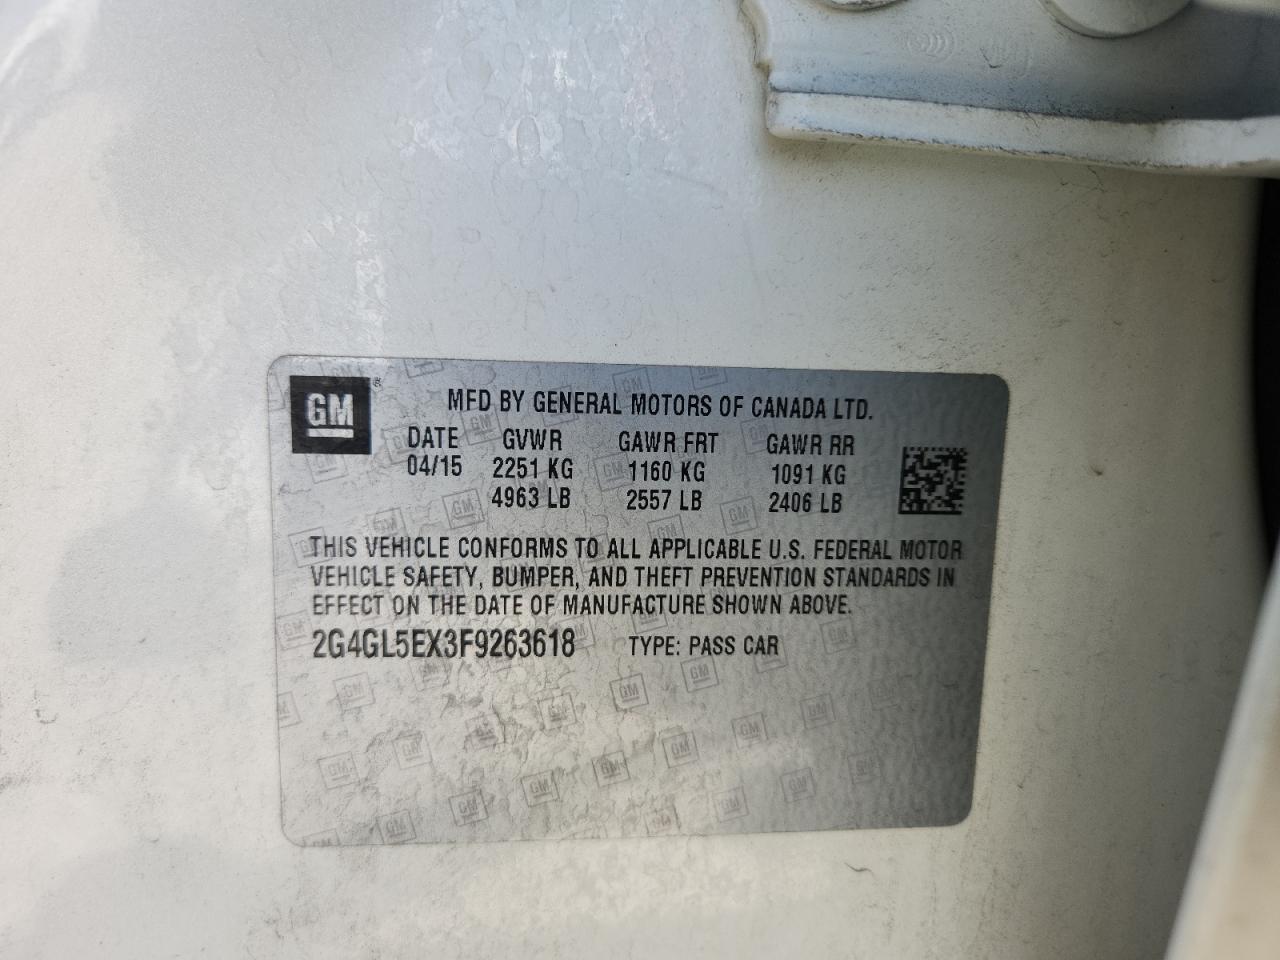 GM
MFD BY GENERAL MOTORS OF CANADA LTD.
DATE GVWR GAWR FRT GAWR RR
04/15 2251 KG 1160 KG 1091 KG
4963 LB 2557 LB 2406 LB
THIS VEHICLE CONFORMS TO ALL APPLICABLE U.S. FEDERAL MOTOR
VEHICLE SAFETY, BUMPER, AND THEFT PREVENTION STANDARDS IN
EFFECT ON THE DATE OF MANUFACTURE SHOWN ABOVE.
2G4GL5EX3F9263618 TYPE: PASS CAR